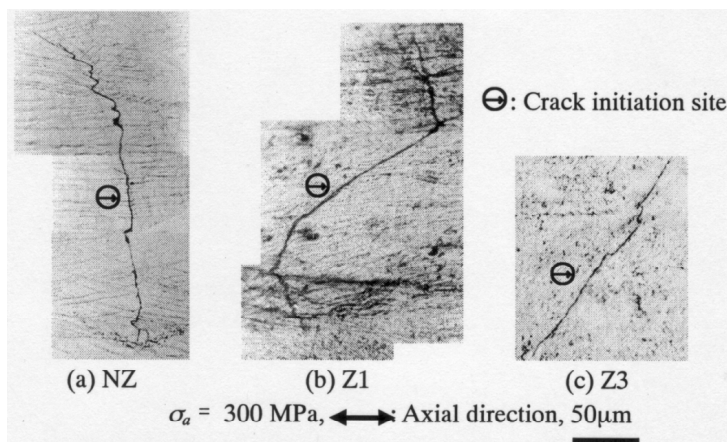 ⊖: Crack initiation site
(a) NZ
(b) Z1
(c) Z3
σₐ = 300 MPa, ⟷: Axial direction, 50μm